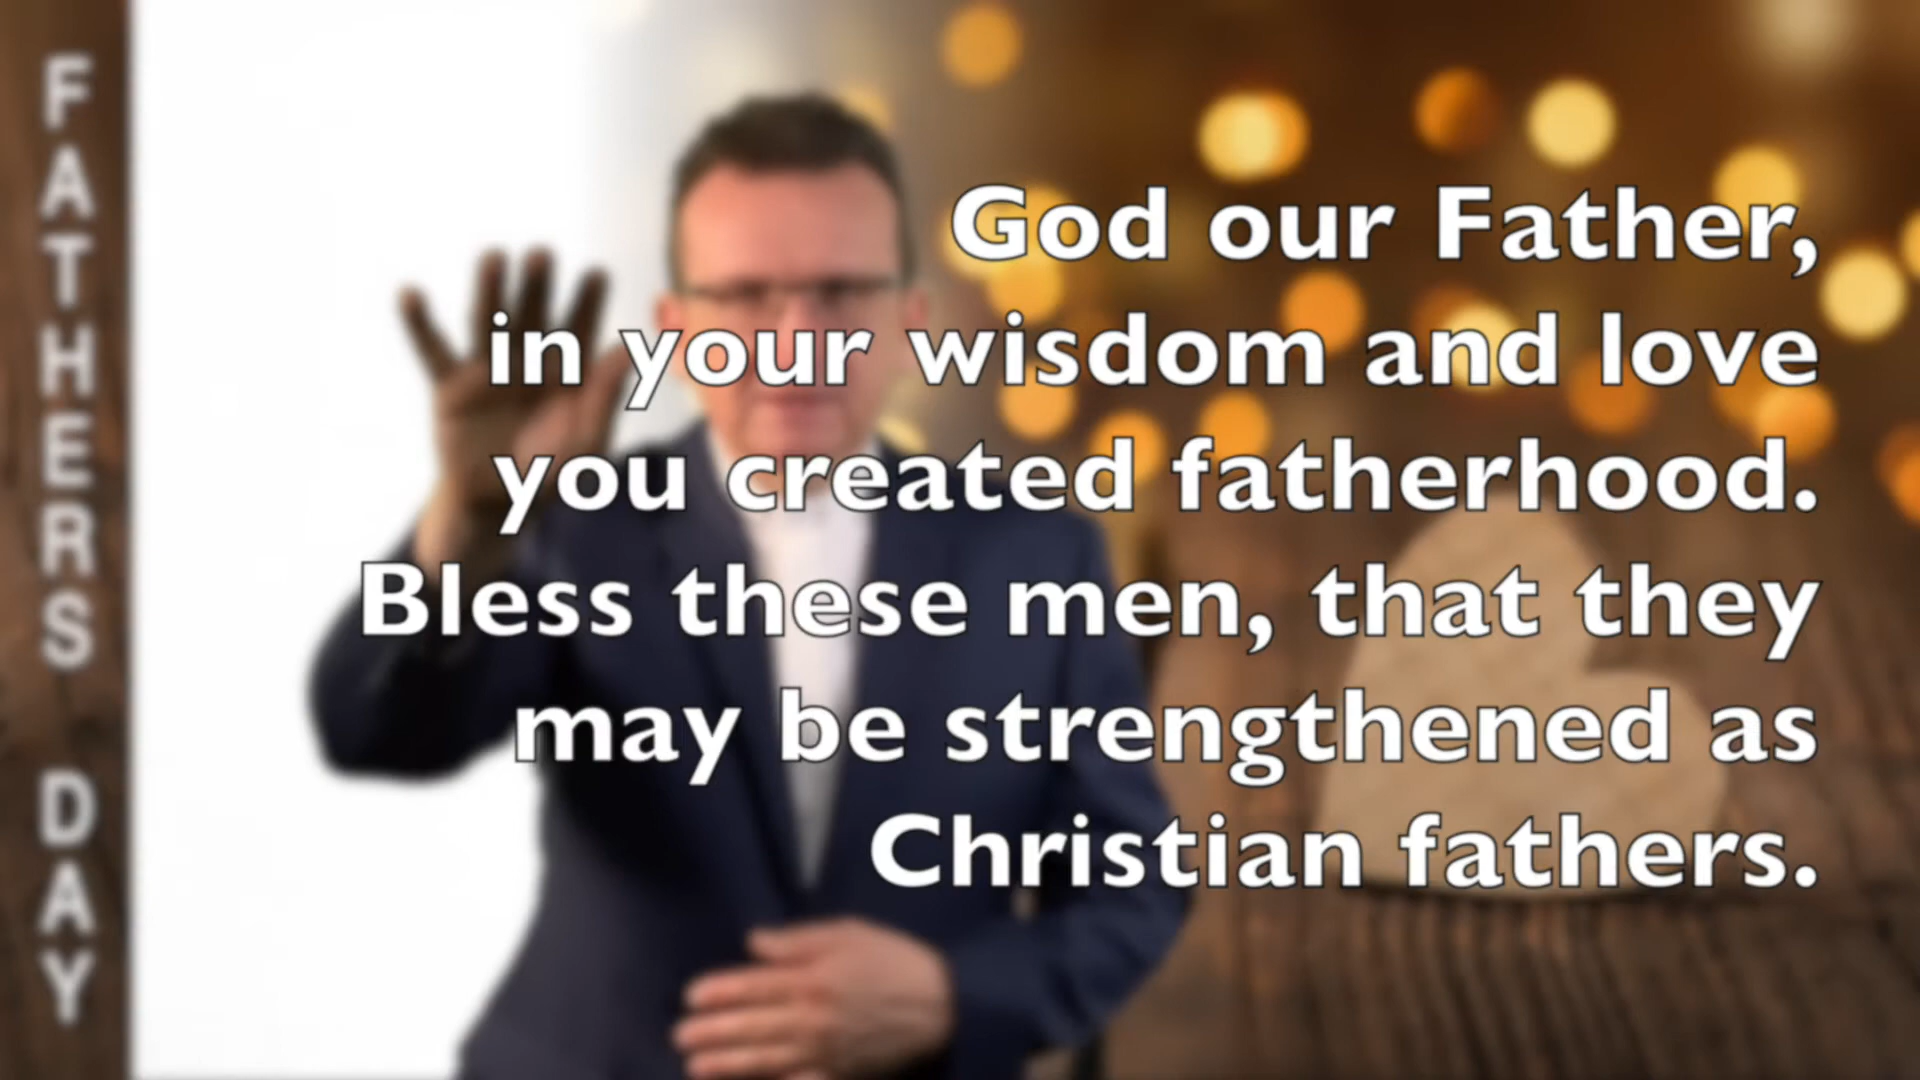 FATHERS DAY
God our Father,
in your wisdom and love
you created fatherhood.
Bless these men, that they
may be strengthened as
Christian fathers.